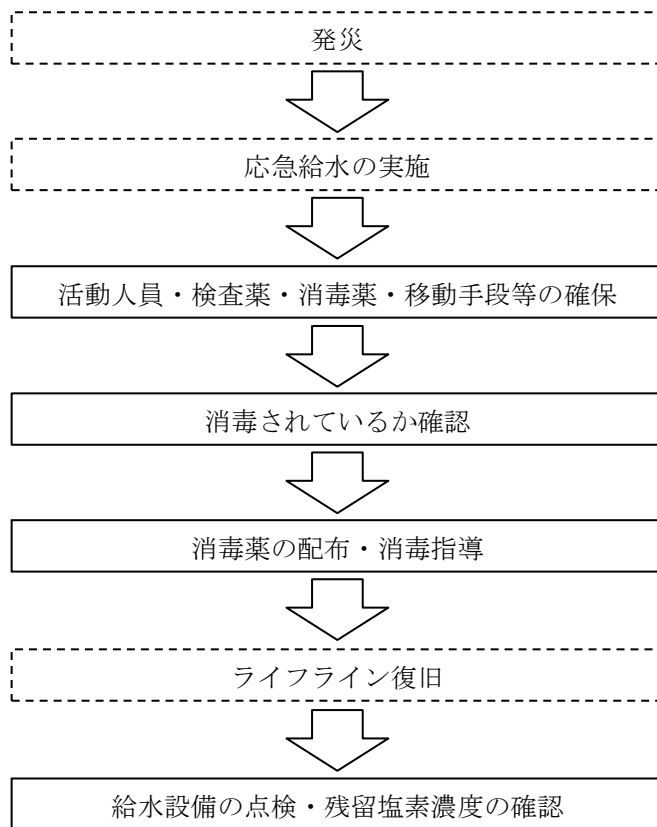 発災
応急給水の実施
活動人員・検査薬・消毒薬・移動手段等の確保
消毒されているか確認
消毒薬の配布・消毒指導
ライフライン復旧
給水設備の点検・残留塩素濃度の確認